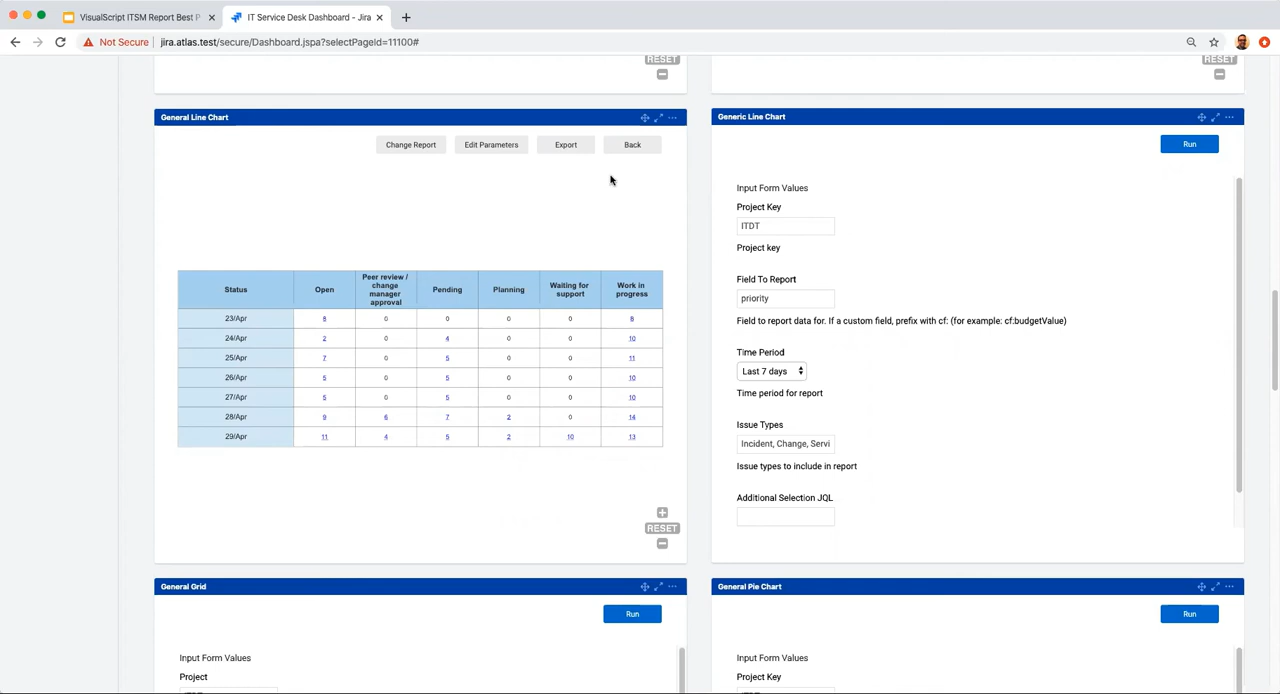 VisualScript ITSM Report Best P
IT Service Desk Dashboard - Jira
Not Secure
jira.atlas.test/secure/Dashboard.jspa?selectPageId=11100#
RESET
RESET
General Line Chart
Change Report
Edit Parameters
Export
Back
Status Open Peer review / change manager approval Pending Planning Waiting for support Work in progress
23/Apr 8 0 0 0 0 8
24/Apr 2 0 4 0 0 10
25/Apr 7 0 5 0 0 11
26/Apr 5 0 5 0 0 10
27/Apr 5 0 5 0 0 10
28/Apr 9 6 7 2 0 14
29/Apr 11 4 5 2 10 13
RESET
Generic Line Chart
Run
Input Form Values
Project Key
ITDT
Project key
Field To Report
priority
Field to report data for. If a custom field, prefix with cf: (for example: cf:budgetValue)
Time Period
Last 7 days
Time period for report
Issue Types
Incident, Change, Servi
Issue types to include in report
Additional Selection JQL
General Grid
Run
Input Form Values
Project
General Pie Chart
Run
Input Form Values
Project Key